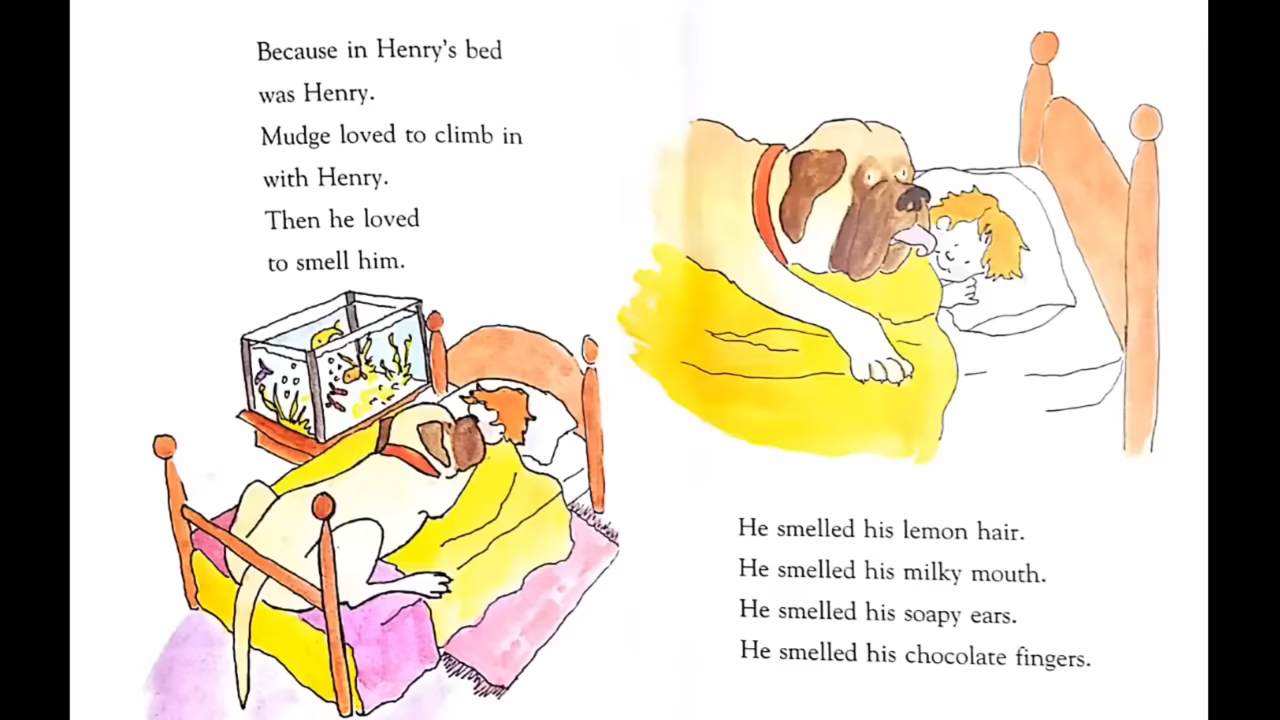 Because in Henry's bed
was Henry.
Mudge loved to climb in
with Henry.
Then he loved
to smell him.
He smelled his lemon hair.
He smelled his milky mouth.
He smelled his soapy ears.
He smelled his chocolate fingers.